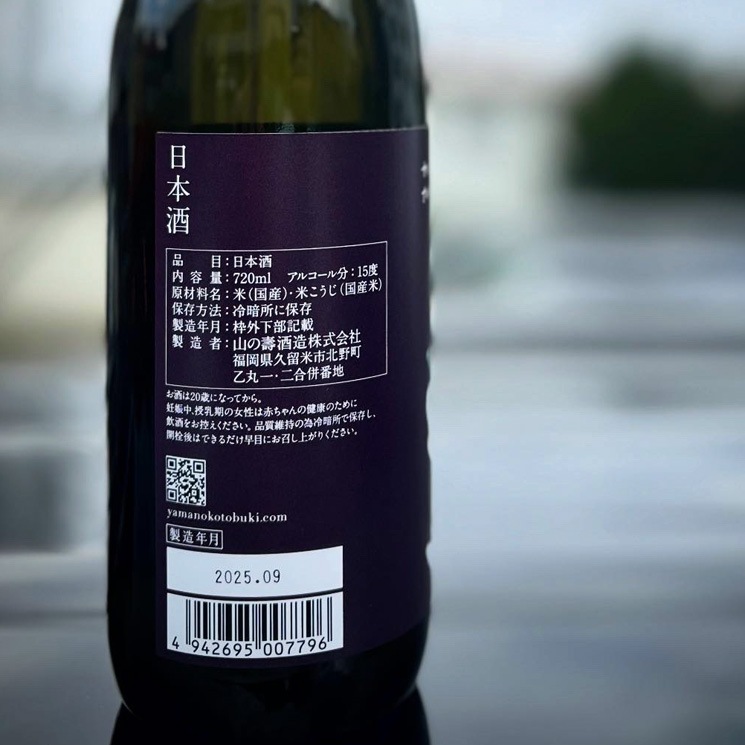 日本酒
品 目：日本酒
内容量：720ml アルコール分：15度
原材料名：米（国産）・米こうじ（国産米）
保存方法：冷暗所に保存
製造年月：枠外下部記載
製造者：山の壽酒造株式会社
福岡県久留米市北野町
乙丸一・二合併番地
お酒は20歳になってから。
妊娠中、授乳期の女性は赤ちゃんの健康のために
飲酒をお控えください。品質維持の為冷暗所で保存し、
開栓後はできるだけ早目にお召し上がりください。
yamanokotobuki.com
製造年月
2025.09
4 942695 007796